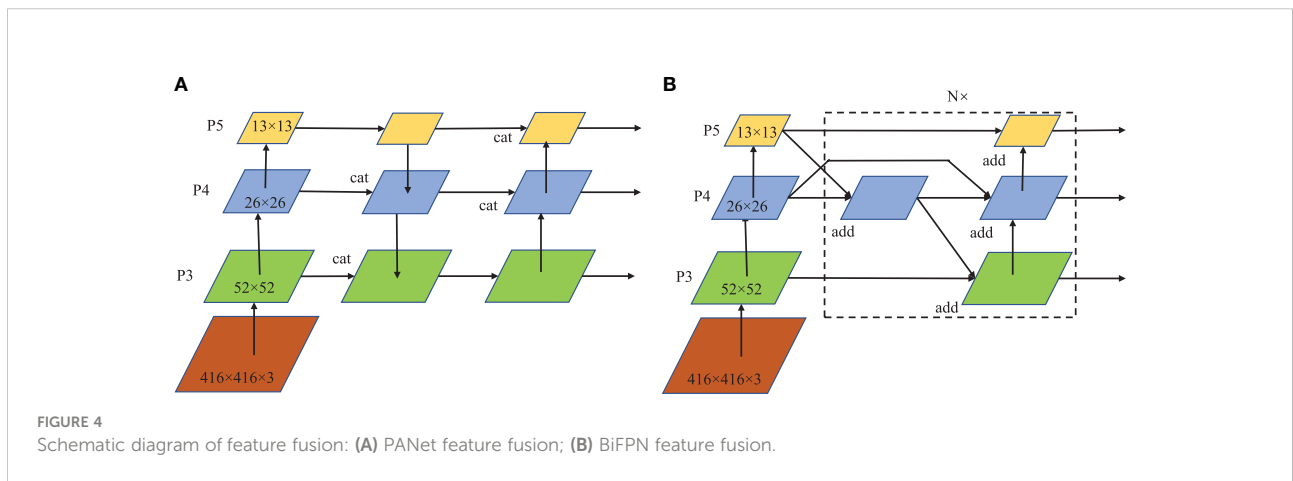 A
P5
13×13
cat
P4
26×26
cat
cat
P3
52×52
cat
416×416×3
B
N×
P5
13×13
add
P4
26×26
add
add
P3
52×52
add
416×416×3
FIGURE 4
Schematic diagram of feature fusion: (A) PANet feature fusion; (B) BiFPN feature fusion.